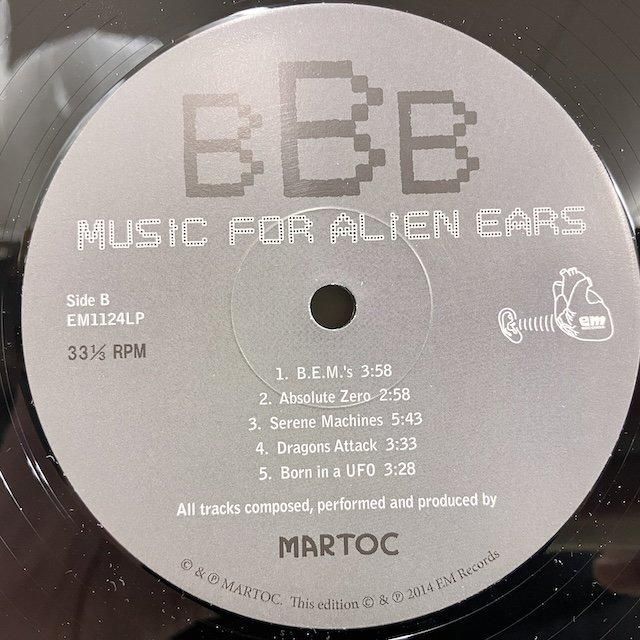 BBB
MUSIC FOR ALIEN EARS
Side B
EM1124LP
em
33⅓ RPM
1. B.E.M.'s 3:58
2. Absolute Zero 2:58
3. Serene Machines 5:43
4. Dragons Attack 3:33
5. Born in a UFO 3:28
All tracks composed, performed and produced by
MARTOC
© & ℗ MARTOC. This edition © & ℗ 2014 EM Records